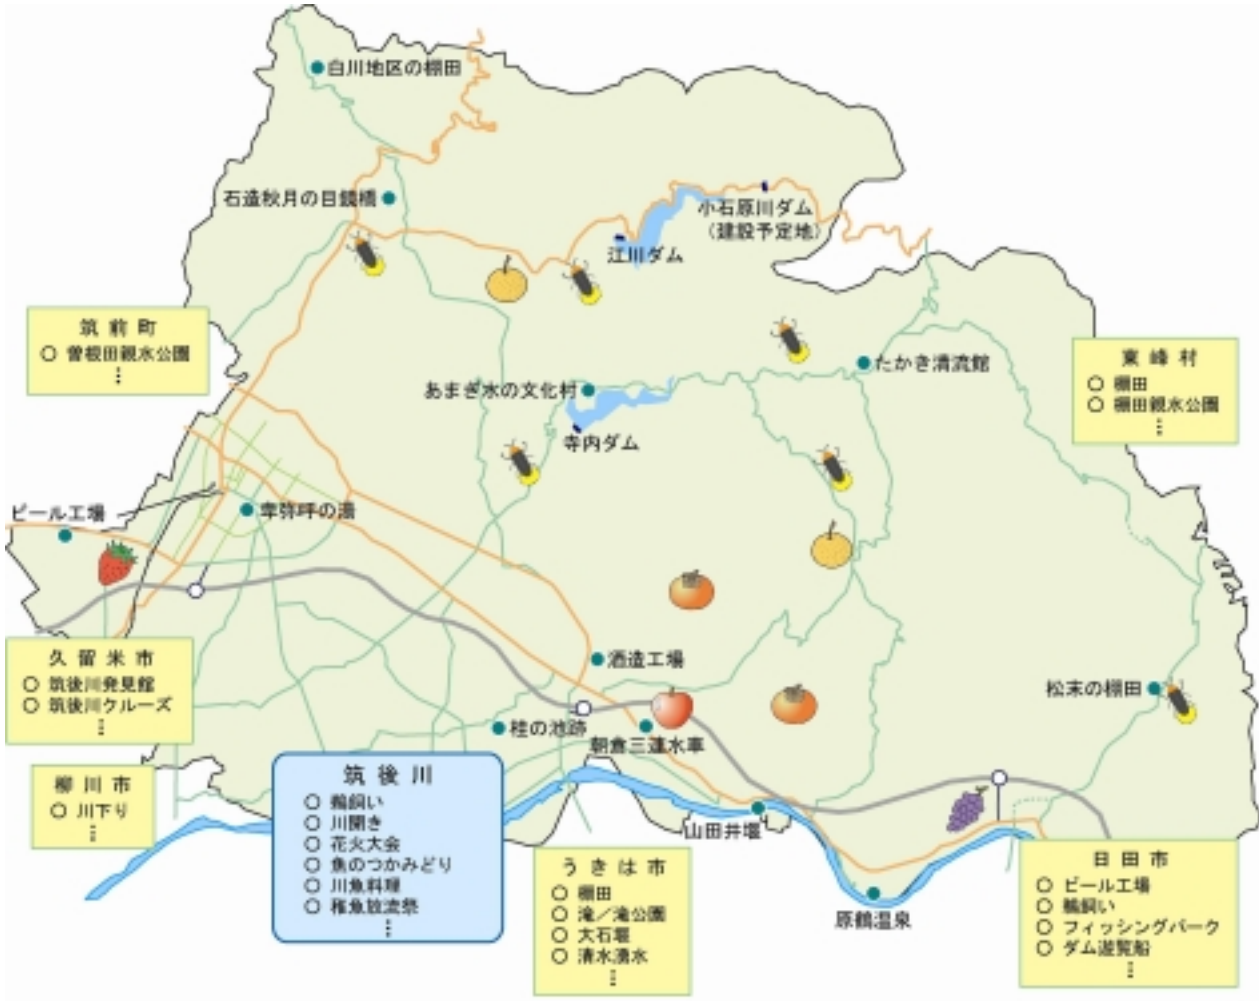 白川地区の棚田
石造秋月の目鏡橋
小石原川ダム
（建設予定地）
江川ダム
筑前町
○ 曽根田親水公園
⋮
たかき清流館
東峰村
○ 棚田
○ 棚田親水公園
⋮
あまぎ水の文化村
寺内ダム
ビール工場
卑弥呼の湯
久留米市
○ 筑後川発見館
○ 筑後川クルーズ
⋮
酒造工場
松末の棚田
桂の池跡
朝倉三連水車
柳川市
○ 川下り
⋮
筑後川
○ 鵜飼い
○ 川開き
○ 花火大会
○ 魚のつかみどり
○ 川魚料理
○ 稚魚放流祭
⋮
山田井堰
うきは市
○ 棚田
○ 滝／滝公園
○ 大石堰
○ 清水湧水
⋮
原鶴温泉
日田市
○ ビール工場
○ 鵜飼い
○ フィッシングパーク
○ ダム遊覧船
⋮